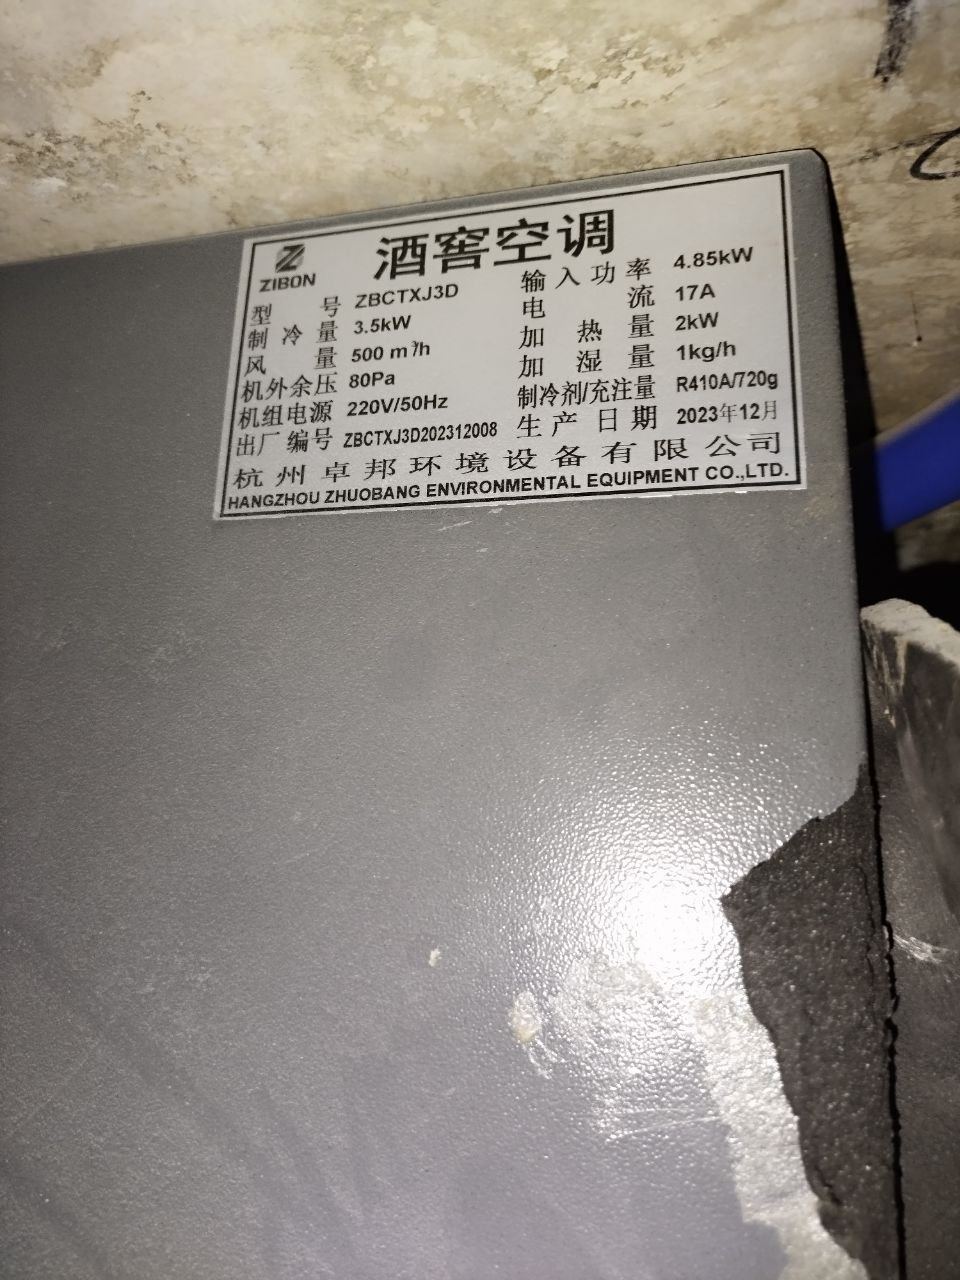 ZIBON
酒窖空调
型号 ZBCTXJ3D 输入功率 4.85kW
制冷量 3.5kW 电流 17A
风量 500 m³/h 加热量 2kW
机外余压 80Pa 加湿量 1kg/h
机组电源 220V/50Hz 制冷剂/充注量 R410A/720g
出厂编号 ZBCTXJ3D202312008 生产日期 2023年12月
杭州卓邦环境设备有限公司
HANGZHOU ZHUOBANG ENVIRONMENTAL EQUIPMENT CO.,LTD.